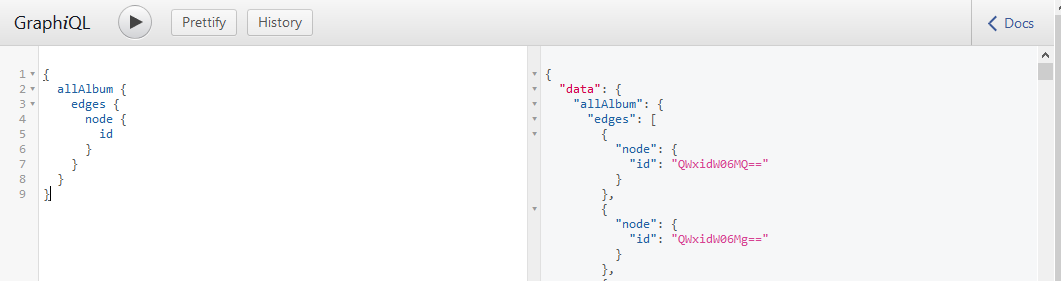 GraphiQL Prettify History Docs
1 {
2 allAlbum {
3 edges {
4 node {
5 id
6 }
7 }
8 }
9 }
{
"data": {
"allAlbum": {
"edges": [
{
"node": {
"id": "QWxidW06MQ=="
}
},
{
"node": {
"id": "QWxidW06Mg=="
}
},